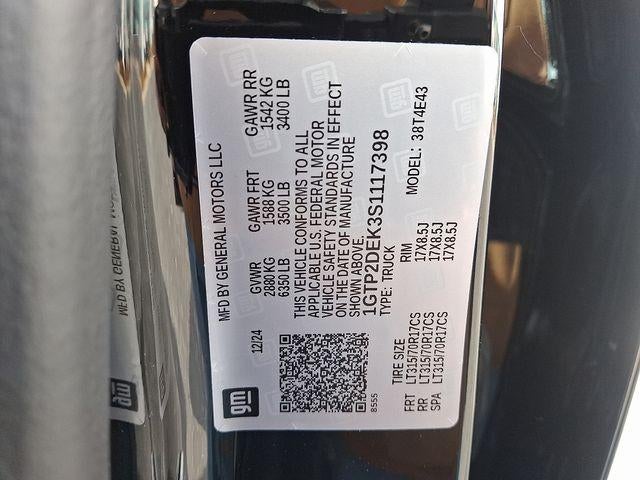 gm
MFD BY GENERAL MOTORS LLC
12/24
GVWR GAWR FRT GAWR RR
2880 KG 1588 KG 1542 KG
6350 LB 3500 LB 3400 LB
THIS VEHICLE CONFORMS TO ALL
APPLICABLE U.S. FEDERAL MOTOR
VEHICLE SAFETY STANDARDS IN EFFECT
ON THE DATE OF MANUFACTURE
SHOWN ABOVE.
1GTP2DEK3S1117398
8555
TYPE: TRUCK MODEL: 38T4E43
TIRE SIZE RIM
FRT LT315/70R17CS 17X8.5J
RR LT315/70R17CS 17X8.5J
SPA LT315/70R17CS 17X8.5J